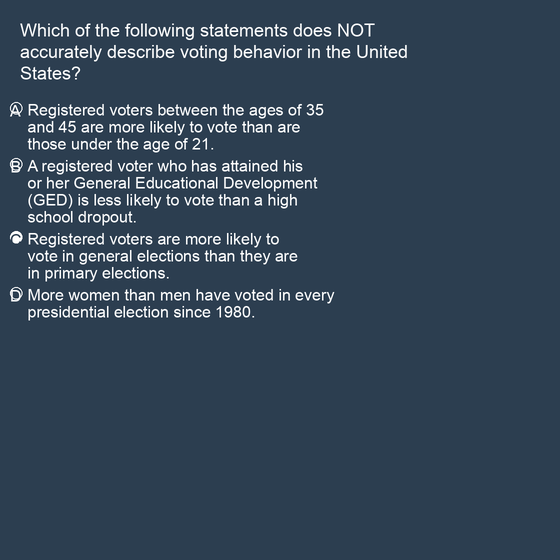 Which of the following statements does NOT
accurately describe voting behavior in the United
States?
A Registered voters between the ages of 35
and 45 are more likely to vote than are
those under the age of 21.
B A registered voter who has attained his
or her General Educational Development
(GED) is less likely to vote than a high
school dropout.
C Registered voters are more likely to
vote in general elections than they are
in primary elections.
D More women than men have voted in every
presidential election since 1980.